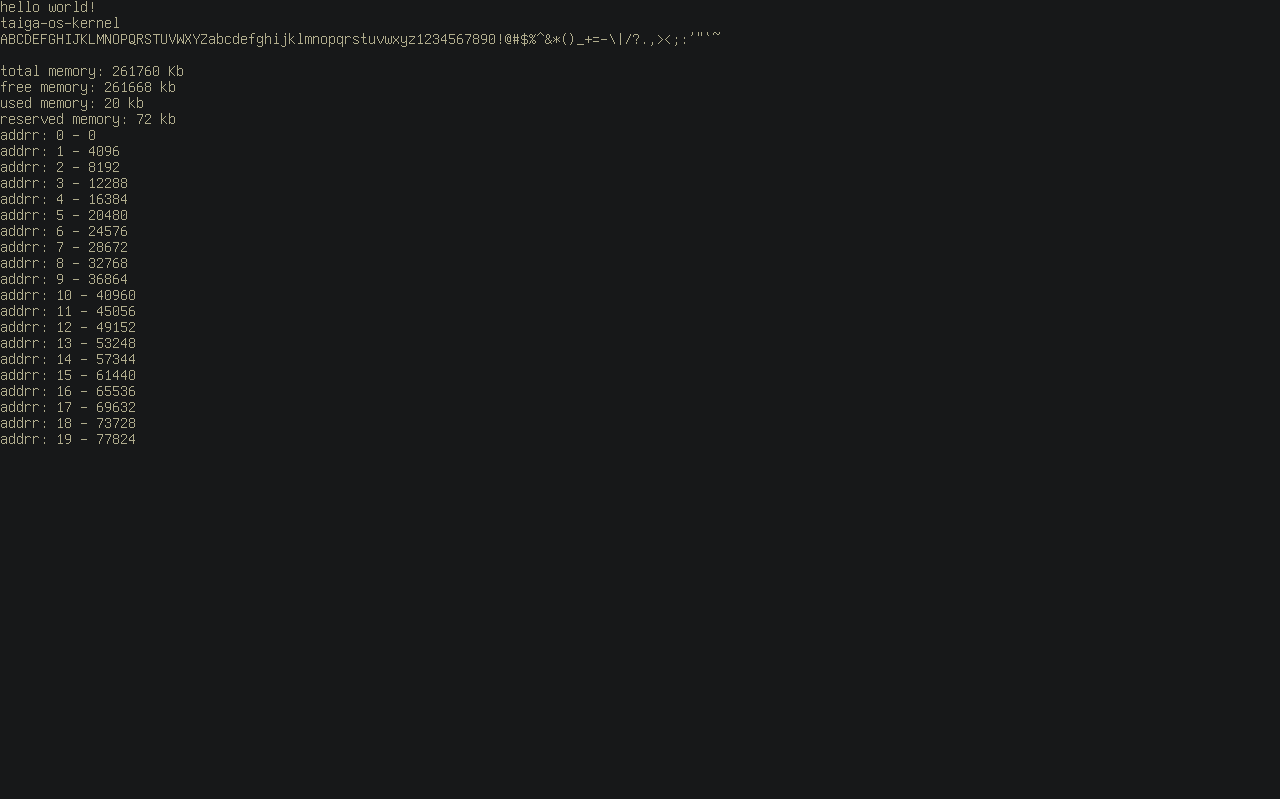 hello world!
taiga-os-kernel
ABCDEFGHIJKLMNOPQRSTUVWXYZabcdefghijklmnopqrstuvwxyz1234567890!@#$%^&*()_+=-\|/?.,><;:'"`~
total memory: 261760 Kb
free memory: 261668 kb
used memory: 20 kb
reserved memory: 72 kb
addrr: 0 - 0
addrr: 1 - 4096
addrr: 2 - 8192
addrr: 3 - 12288
addrr: 4 - 16384
addrr: 5 - 20480
addrr: 6 - 24576
addrr: 7 - 28672
addrr: 8 - 32768
addrr: 9 - 36864
addrr: 10 - 40960
addrr: 11 - 45056
addrr: 12 - 49152
addrr: 13 - 53248
addrr: 14 - 57344
addrr: 15 - 61440
addrr: 16 - 65536
addrr: 17 - 69632
addrr: 18 - 73728
addrr: 19 - 77824